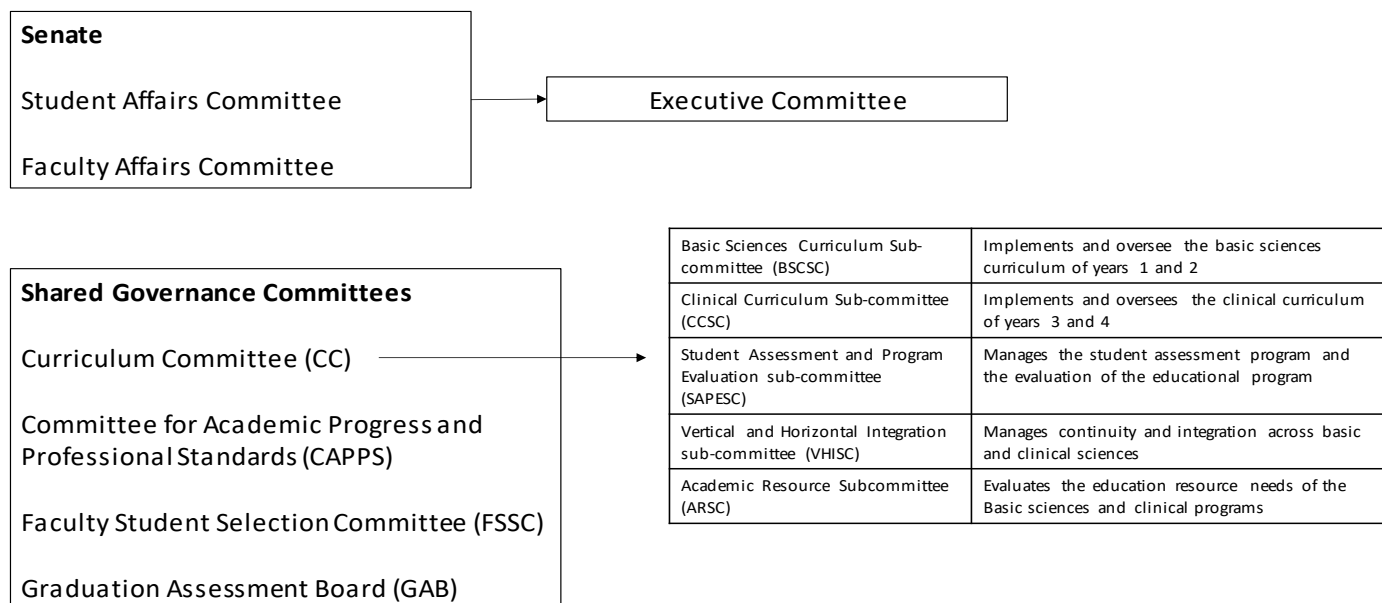 Senate
Student Affairs Committee
Faculty Affairs Committee
Executive Committee
Shared Governance Committees
Curriculum Committee (CC)
Committee for Academic Progress and
Professional Standards (CAPPS)
Faculty Student Selection Committee (FSSC)
Graduation Assessment Board (GAB)
Basic Sciences Curriculum Sub-
committee (BSCSC)
Implements and oversee the basic sciences
curriculum of years 1 and 2
Clinical Curriculum Sub-committee
(CCSC)
Implements and oversees the clinical curriculum
of years 3 and 4
Student Assessment and Program
Evaluation sub-committee
(SAPESC)
Manages the student assessment program and
the evaluation of the educational program
Vertical and Horizontal Integration
sub-committee (VHISC)
Manages continuity and integration across basic
and clinical sciences
Academic Resource Subcommittee
(ARSC)
Evaluates the education resource needs of the
Basic sciences and clinical programs